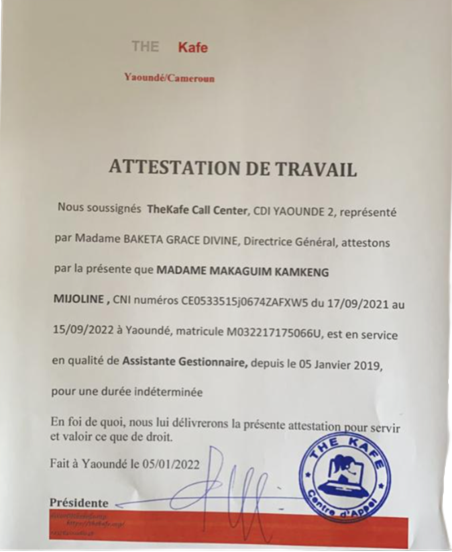 THE Kafe
Yaoundé/Cameroun
ATTESTATION DE TRAVAIL
Nous soussignés TheKafe Call Center, CDI YAOUNDE 2, représenté
par Madame BAKETA GRACE DIVINE, Directrice Général, attestons
par la présente que MADAME MAKAGUIM KAMKENG
MIJOLINE , CNI numéros CE0533515j0674ZAFXW5 du 17/09/2021 au
15/09/2022 à Yaoundé, matricule M032217175066U, est en service
en qualité de Assistante Gestionnaire, depuis le 05 Janvier 2019,
pour une durée indéterminée
En foi de quoi, nous lui délivrerons la présente attestation pour servir
et valoir ce que de droit.
Fait à Yaoundé le 05/01/2022
THE KAFE
Centre d'Appel
Présidente